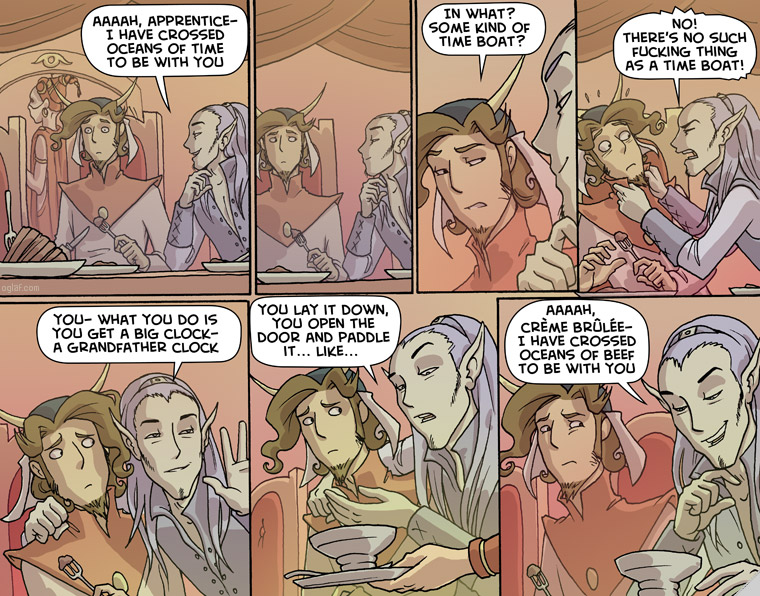 AAAAH, APPRENTICE–
I HAVE CROSSED
OCEANS OF TIME
TO BE WITH YOU
IN WHAT?
SOME KIND OF
TIME BOAT?
NO!
THERE'S NO SUCH
FUCKING THING
AS A TIME BOAT!
oglaf.com
YOU– WHAT YOU DO IS
YOU GET A BIG CLOCK–
A GRANDFATHER CLOCK
YOU LAY IT DOWN,
YOU OPEN THE
DOOR AND PADDLE
IT... LIKE...
AAAAH,
CRÈME BRÛLÉE–
I HAVE CROSSED
OCEANS OF BEEF
TO BE WITH YOU